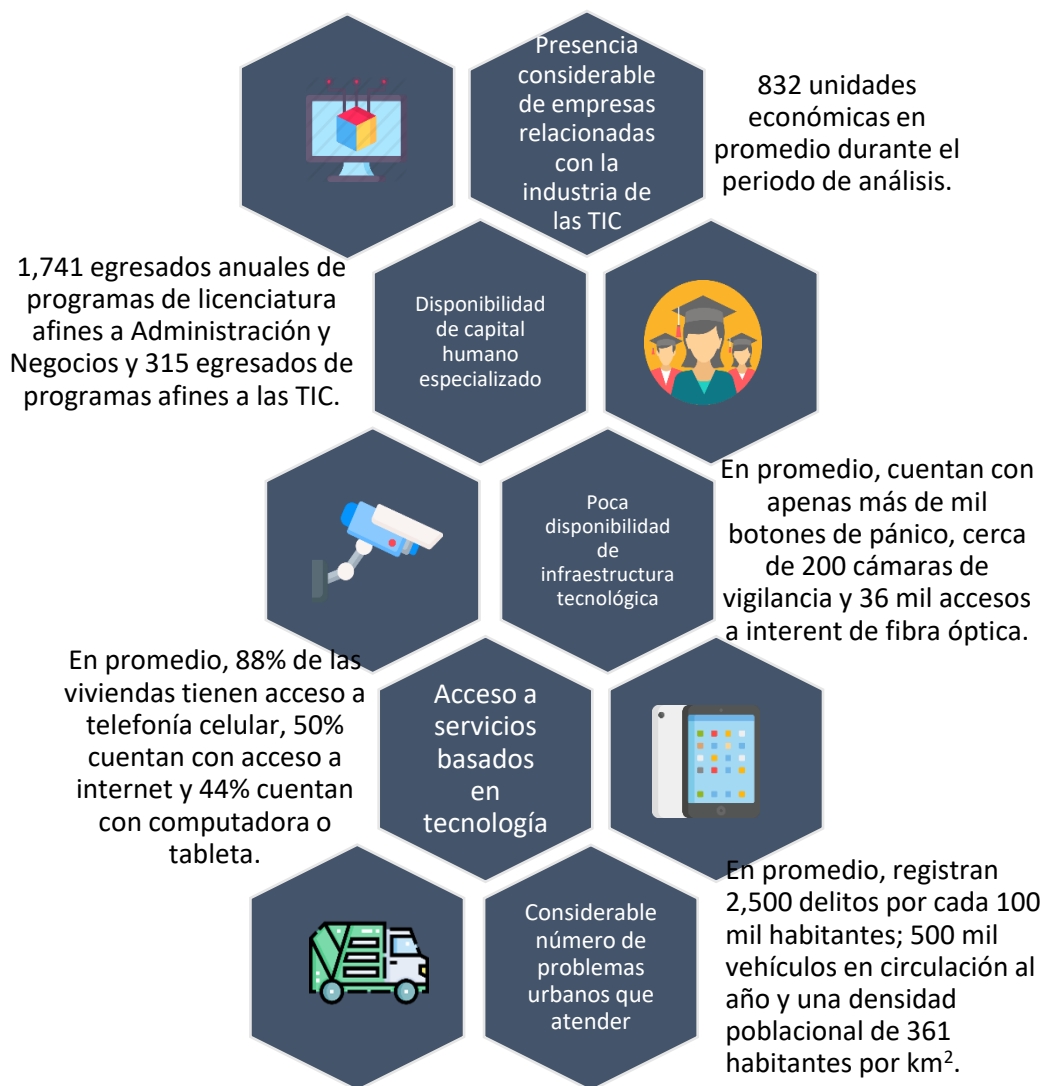 Presencia
considerable
de empresas
relacionadas
con la
industria de
las TIC
832 unidades
económicas en
promedio durante el
periodo de análisis.
1,741 egresados anuales de
programas de licenciatura
afines a Administración y
Negocios y 315 egresados de
programas afines a las TIC.
Disponibilidad
de capital
humano
especializado
Poca
disponibilidad
de
infraestructura
tecnológica
En promedio, cuentan con
apenas más de mil
botones de pánico, cerca
de 200 cámaras de
vigilancia y 36 mil accesos
a interent de fibra óptica.
En promedio, 88% de las
viviendas tienen acceso a
telefonía celular, 50%
cuentan con acceso a
internet y 44% cuentan
con computadora o
tableta.
Acceso a
servicios
basados
en
tecnología
Considerable
número de
problemas
urbanos que
atender
En promedio, registran
2,500 delitos por cada 100
mil habitantes; 500 mil
vehículos en circulación al
año y una densidad
poblacional de 361
habitantes por km².